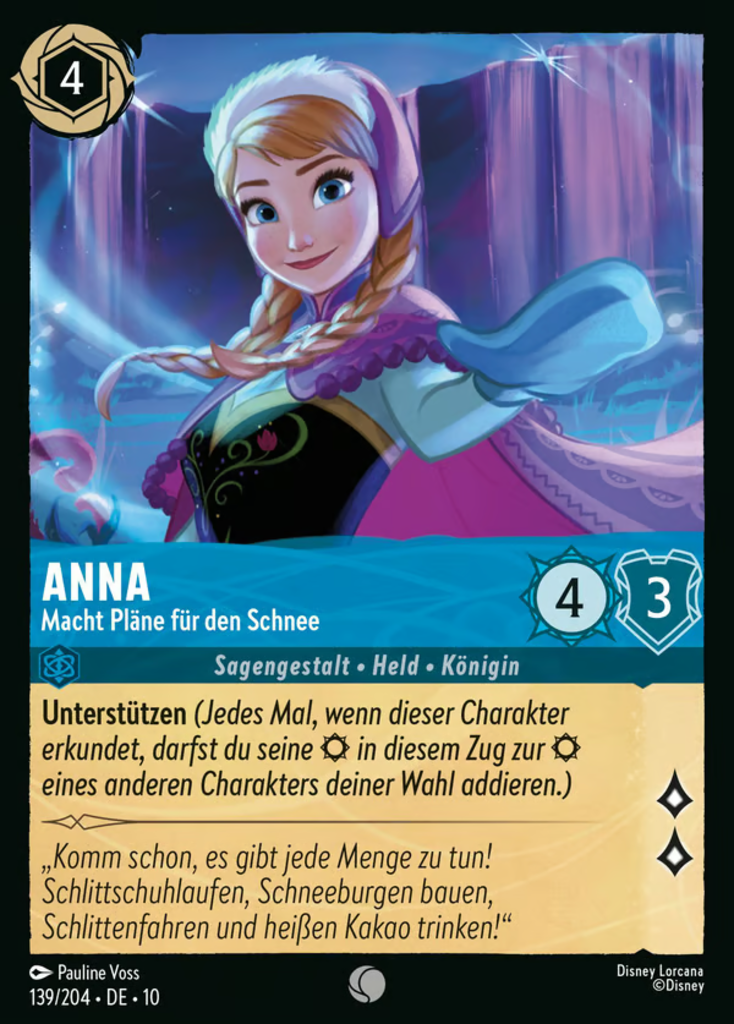 4
ANNA
Macht Pläne für den Schnee
4
3
Sagengestalt • Held • Königin
Unterstützen (Jedes Mal, wenn dieser Charakter
erkundet, darfst du seine in diesem Zug zur
eines anderen Charakters deiner Wahl addieren.)
„Komm schon, es gibt jede Menge zu tun!
Schlittschuhlaufen, Schneeburgen bauen,
Schlittenfahren und heißen Kakao trinken!“
Pauline Voss
139/204 • DE • 10
Disney Lorcana
©Disney